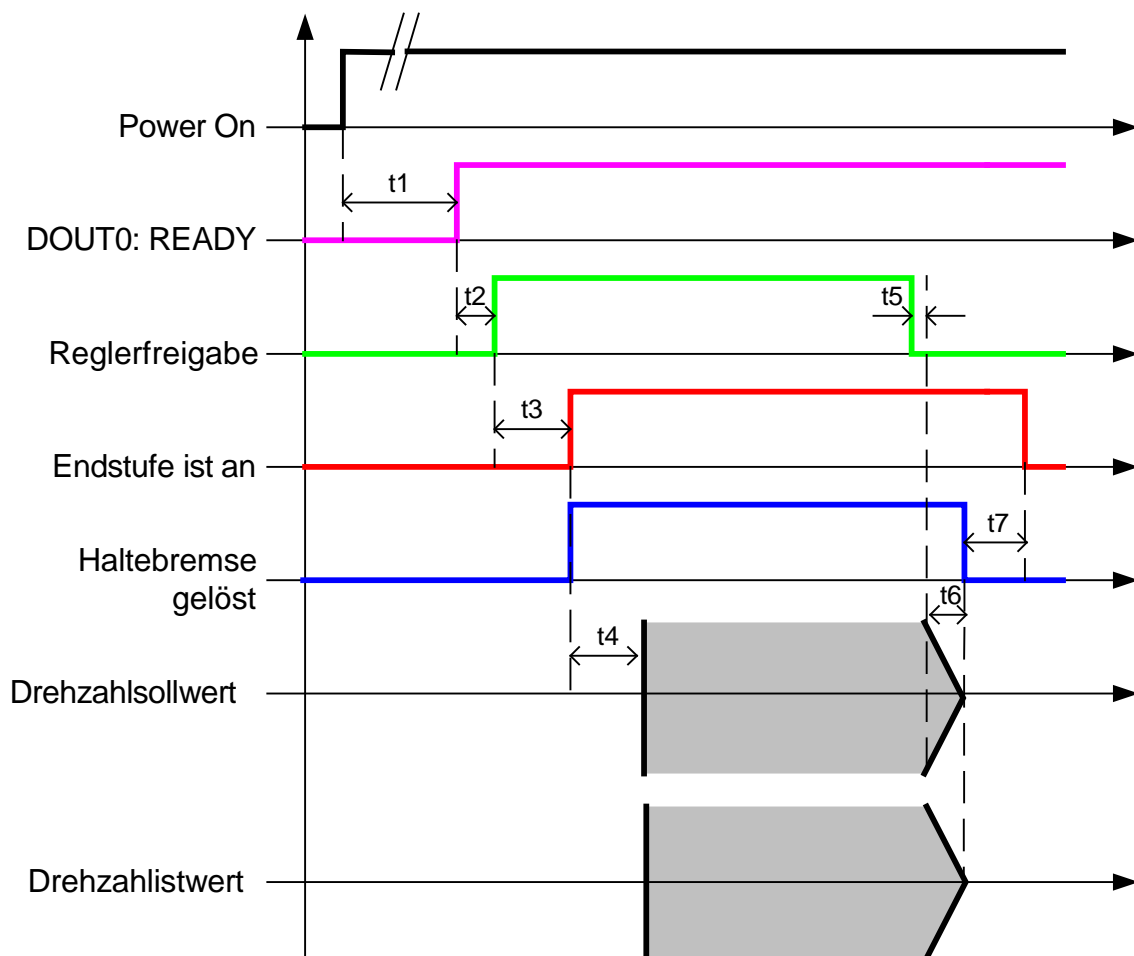 Power On
t1
DOUT0: READY
t2
t5
Reglerfreigabe
t3
Endstufe ist an
t7
Haltebremse
gelöst
t6
t4
Drehzahlsollwert
Drehzahlistwert